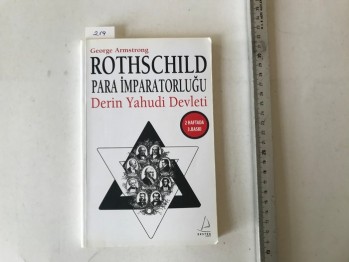 219
George Armstrong
ROTHSCHILD
PARA İMPARATORLUĞU
Derin Yahudi Devleti
2 HAFTADA
3. BASKI